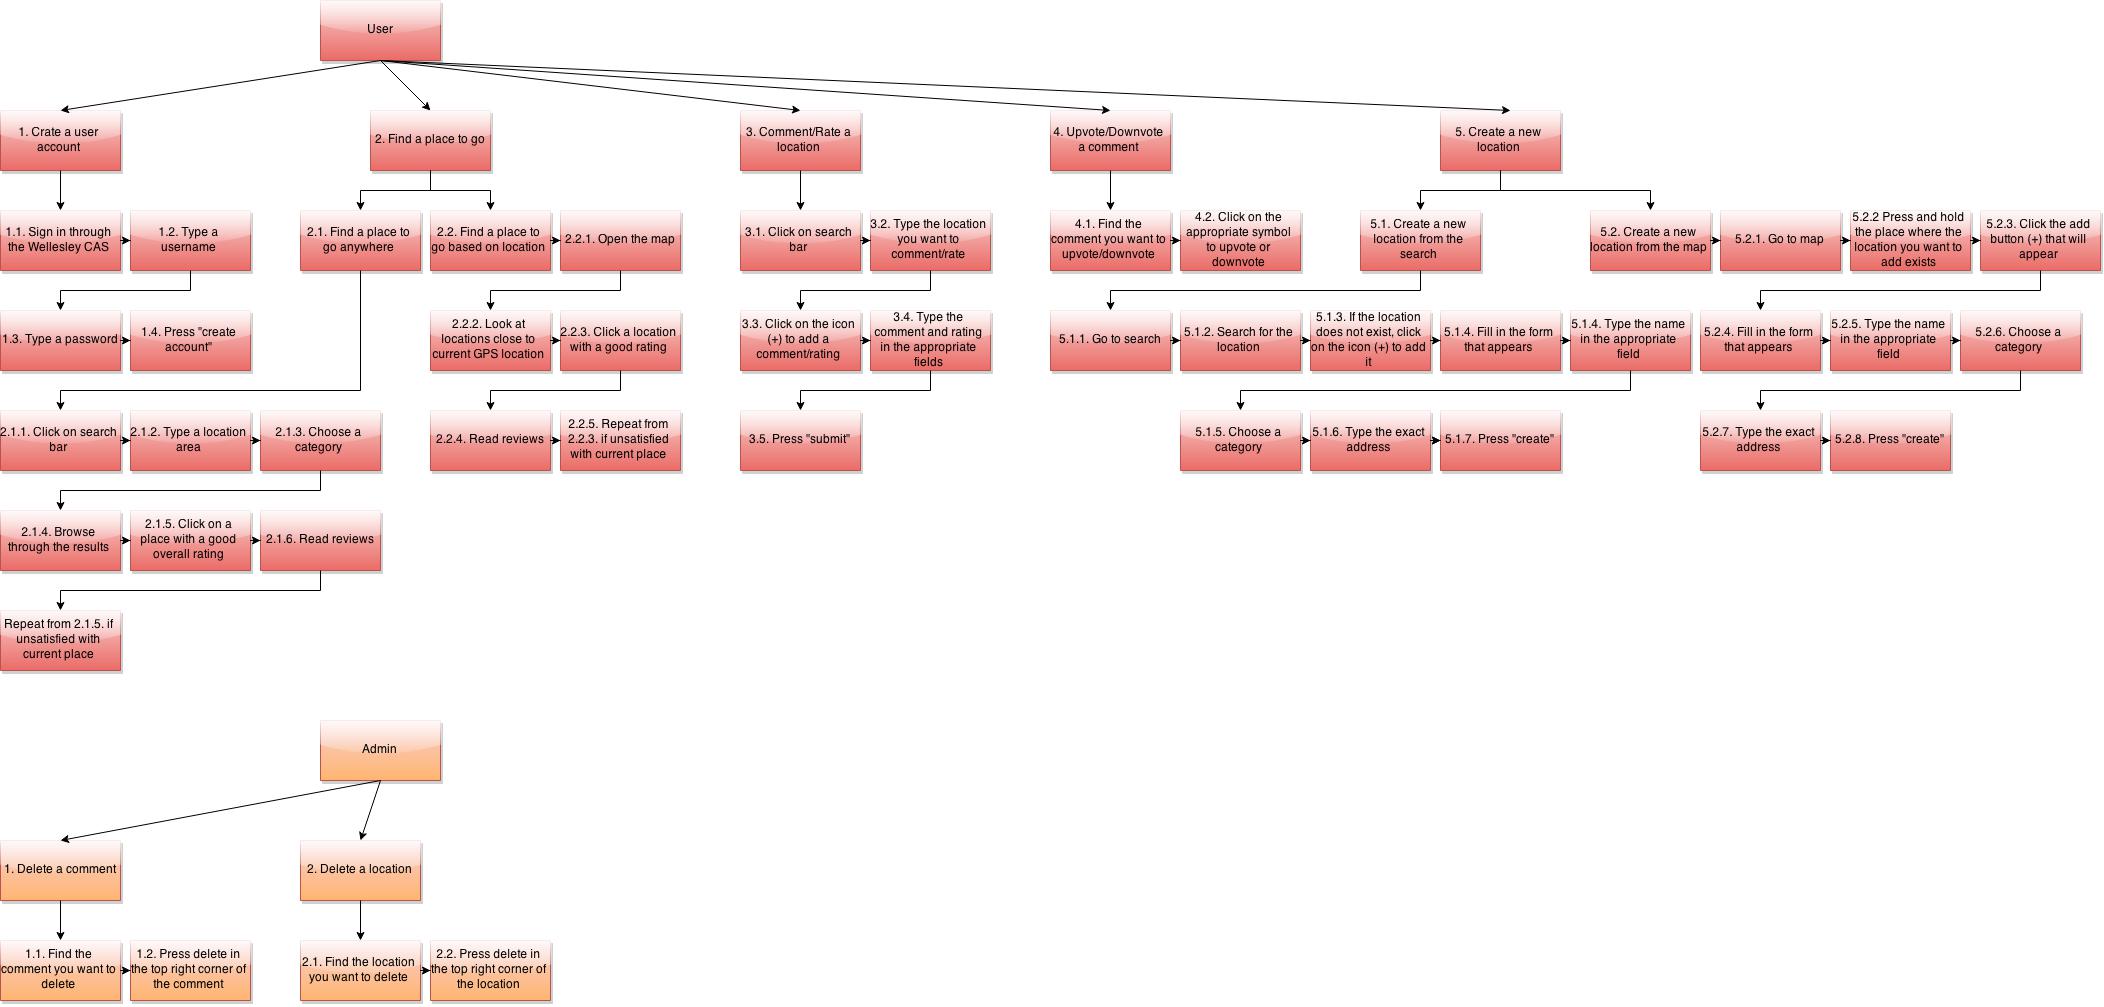 User
1. Crate a user
account
2. Find a place to go
3. Comment/Rate a
location
4. Upvote/Downvote
a comment
5. Create a new
location
1.1. Sign in through
the Wellesley CAS
1.2. Type a
username
2.1. Find a place to
go anywhere
2.2. Find a place to
go based on location
2.2.1. Open the map
3.1. Click on search
bar
3.2. Type the location
you want to
comment/rate
4.1. Find the
comment you want to
upvote/downvote
4.2. Click on the
appropriate symbol
to upvote or
downvote
5.1. Create a new
location from the
search
5.2. Create a new
location from the map
5.2.1. Go to map
5.2.2 Press and hold
the place where the
location you want to
add exists
5.2.3. Click the add
button (+) that will
appear
1.3. Type a password
1.4. Press "create
account"
2.2.2. Look at
locations close to
current GPS location
2.2.3. Click a location
with a good rating
3.3. Click on the icon
(+) to add a
comment/rating
3.4. Type the
comment and rating
in the appropriate
fields
5.1.1. Go to search
5.1.2. Search for the
location
5.1.3. If the location
does not exist, click
on the icon (+) to add
it
5.1.4. Fill in the form
that appears
5.1.4. Type the name
in the appropriate
field
5.2.4. Fill in the form
that appears
5.2.5. Type the name
in the appropriate
field
5.2.6. Choose a
category
2.1.1. Click on search
bar
2.1.2. Type a location
area
2.1.3. Choose a
category
2.2.4. Read reviews
2.2.5. Repeat from
2.2.3. if unsatisfied
with current place
3.5. Press "submit"
5.1.5. Choose a
category
5.1.6. Type the exact
address
5.1.7. Press "create"
5.2.7. Type the exact
address
5.2.8. Press "create"
2.1.4. Browse
through the results
2.1.5. Click on a
place with a good
overall rating
2.1.6. Read reviews
Repeat from 2.1.5. if
unsatisfied with
current place
Admin
1. Delete a comment
2. Delete a location
1.1. Find the
comment you want to
delete
1.2. Press delete in
the top right corner of
the comment
2.1. Find the location
you want to delete
2.2. Press delete in
the top right corner of
the location